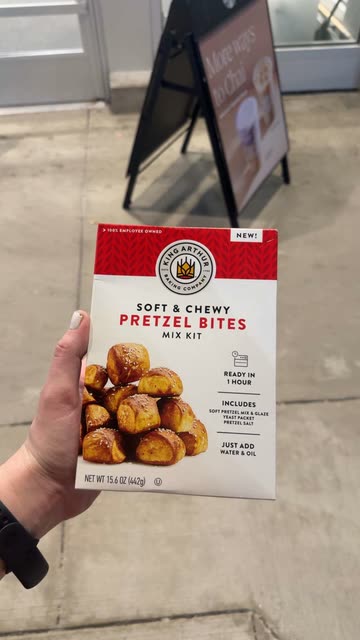 More ways
to Chai
100% EMPLOYEE OWNED
NEW!
KING ARTHUR
BAKING COMPANY
SOFT & CHEWY
PRETZEL BITES
MIX KIT
READY IN
1 HOUR
INCLUDES
SOFT PRETZEL MIX & GLAZE
YEAST PACKET
PRETZEL SALT
JUST ADD
WATER & OIL
NET WT 15.6 OZ (442g)